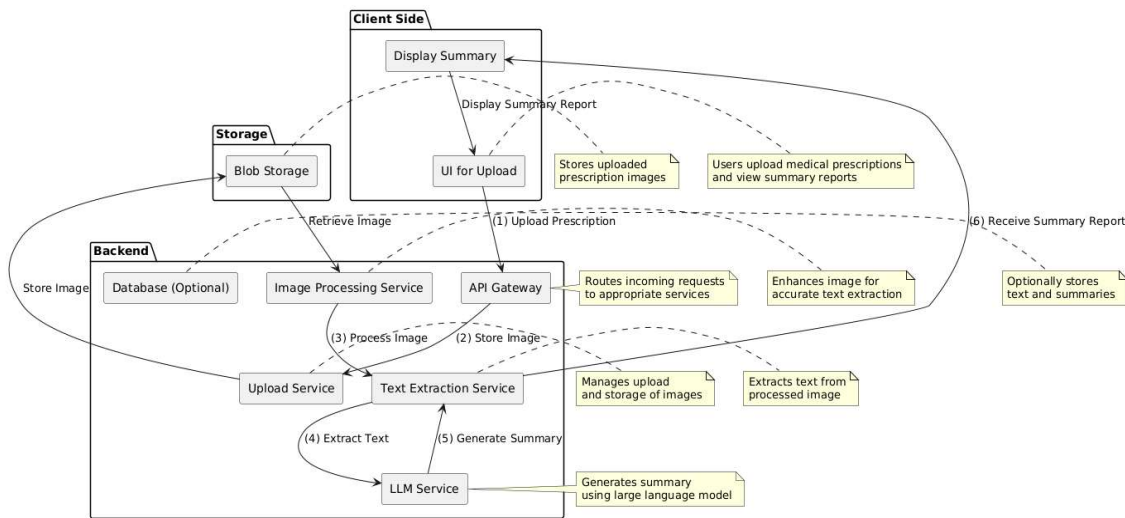 Client Side
Display Summary
Display Summary Report
Storage
Blob Storage
UI for Upload
Stores uploaded
prescription images
Users upload medical prescriptions
and view summary reports
Retrieve Image
(1) Upload Prescription
(6) Receive Summary Report
Backend
Store Image
Database (Optional)
Image Processing Service
API Gateway
Routes incoming requests
to appropriate services
Enhances image for
accurate text extraction
Optionally stores
text and summaries
(3) Process Image
(2) Store Image
Upload Service
Text Extraction Service
Manages upload
and storage of images
Extracts text from
processed image
(4) Extract Text
(5) Generate Summary
LLM Service
Generates summary
using large language model